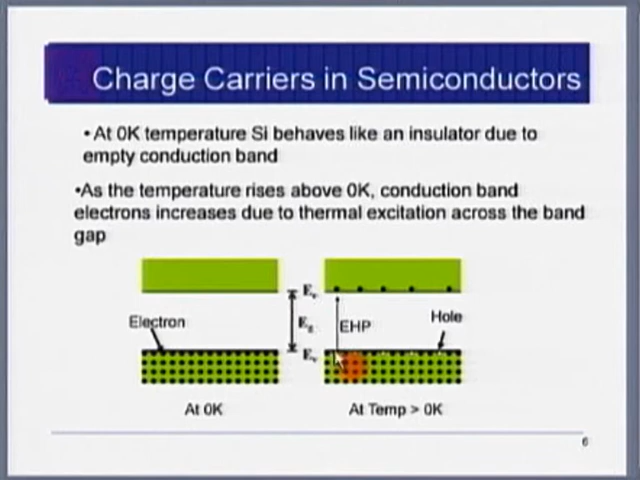 Charge Carriers in Semiconductors
• At 0K temperature Si behaves like an insulator due to
empty conduction band
•As the temperature rises above 0K, conduction band
electrons increases due to thermal excitation across the band
gap
Electron
Eg
EHP
Hole
Ev
At 0K
At Temp > 0K
6